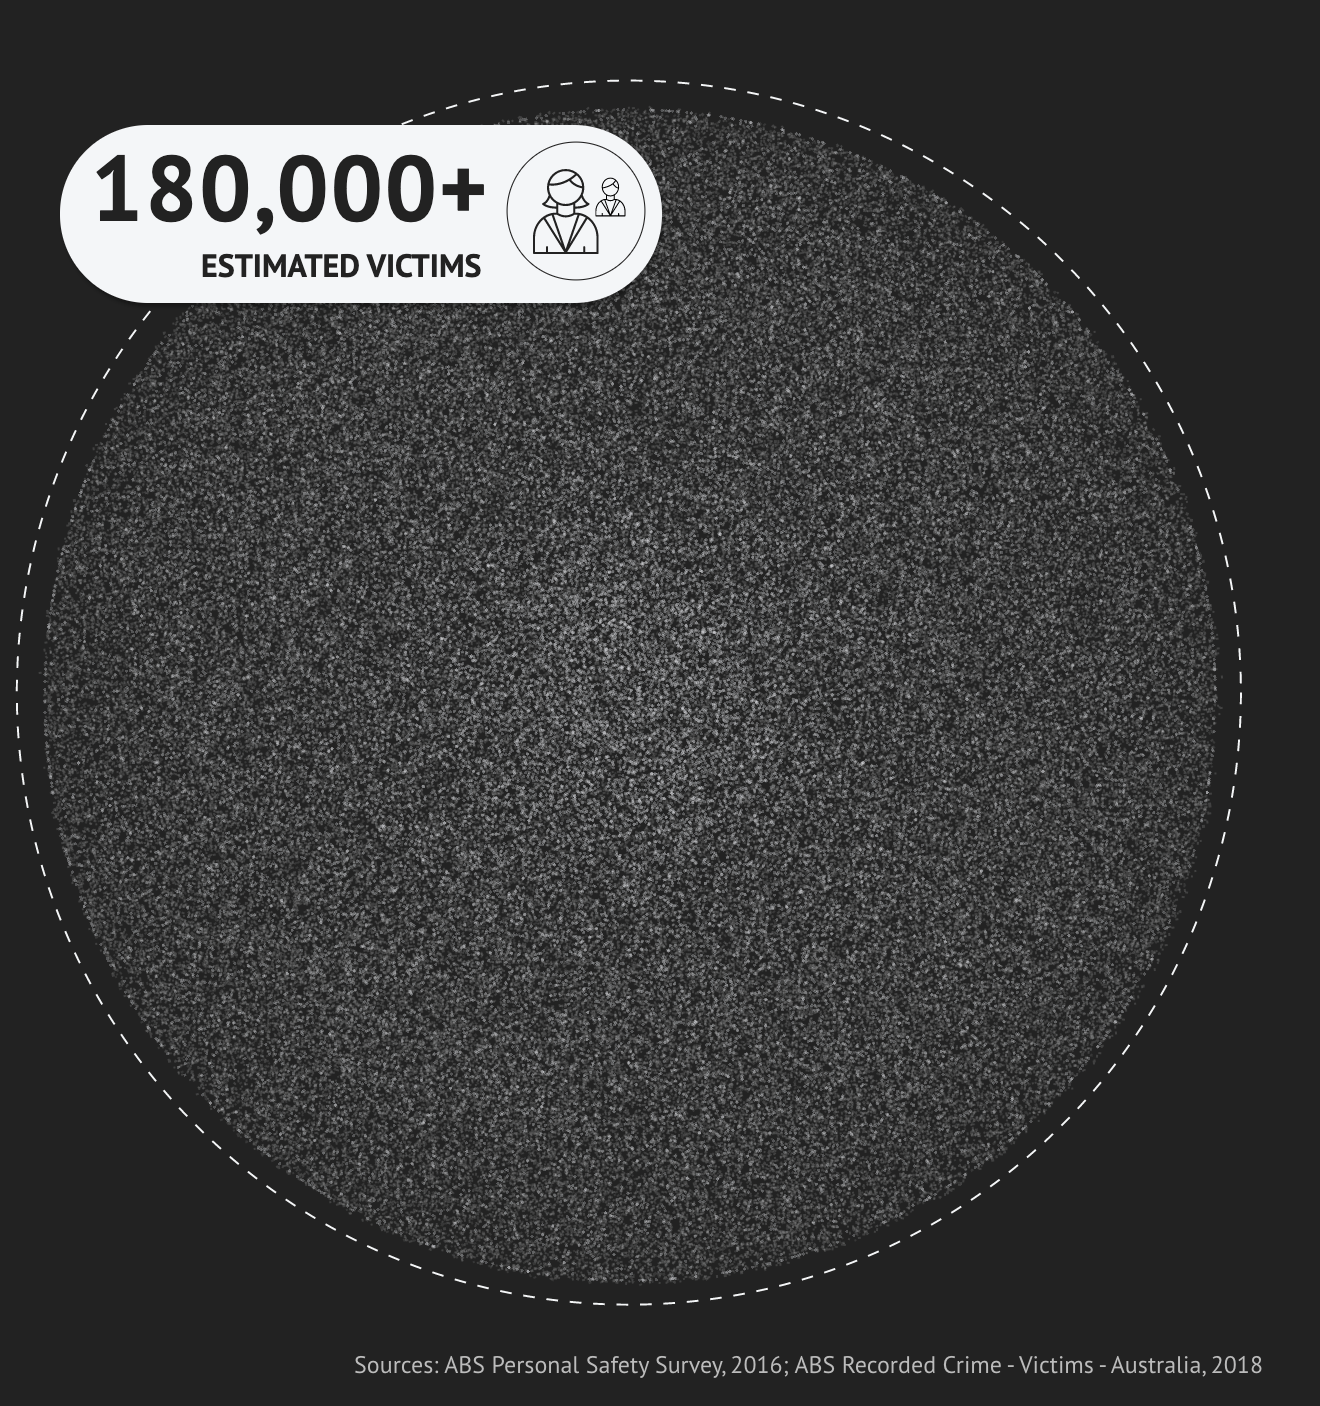 180,000+
ESTIMATED VICTIMS
Sources: ABS Personal Safety Survey, 2016; ABS Recorded Crime - Victims - Australia, 2018